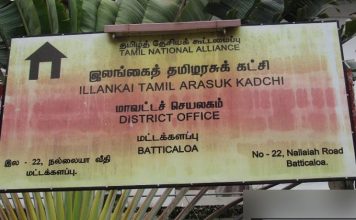 தமிழ்த் தேசியக் கூட்டமைப்பு
TAMIL NATIONAL ALLIANCE
இலங்கைத் தமிழரசுக் கட்சி
ILLANKAI TAMIL ARASUK KADCHI
மாவட்டச் செயலகம்
DISTRICT OFFICE
மட்டக்களப்பு
BATTICALOA
இல - 22, நல்லையா வீதி
மட்டக்களப்பு.
No - 22, Nallaiah Road
Batticaloa.